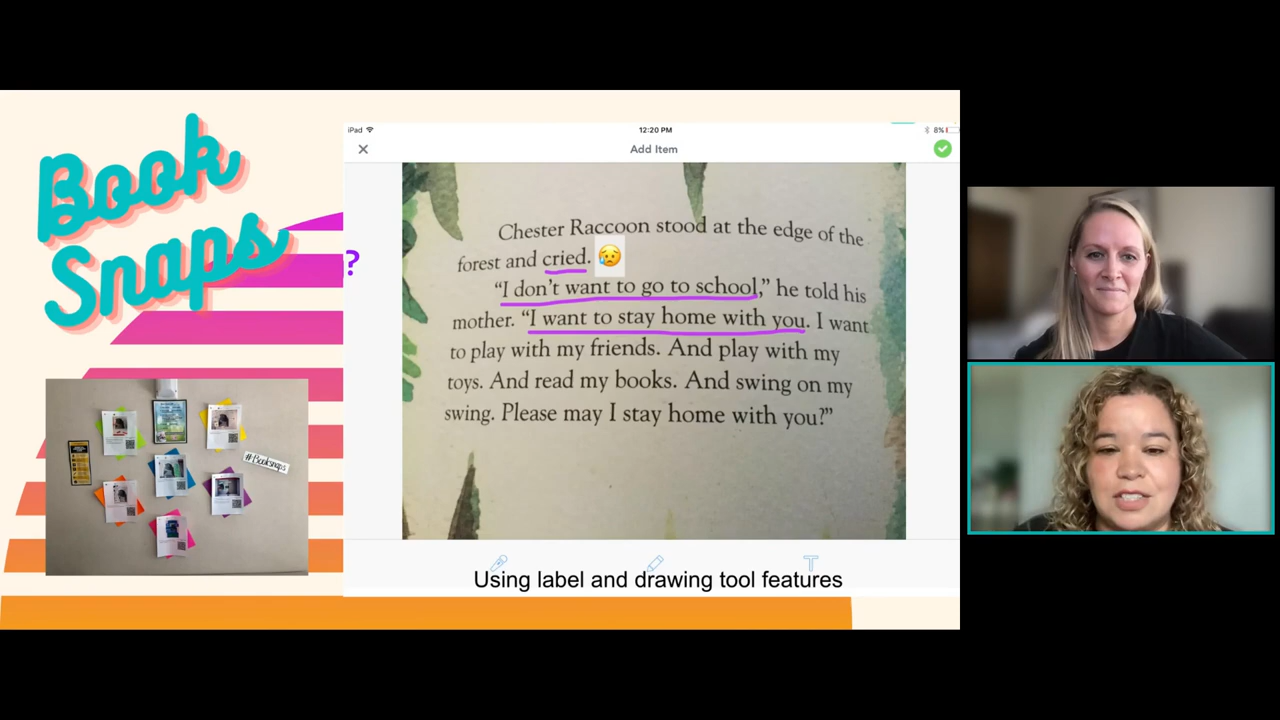 Book
Snaps
iPad
12:20 PM
8%
Add Item
?
Chester Raccoon stood at the edge of the
forest and cried.
“I don’t want to go to school,” he told his
mother. “I want to stay home with you. I want
to play with my friends. And play with my
toys. And read my books. And swing on my
swing. Please may I stay home with you?”
T
Using label and drawing tool features
#Booksnaps